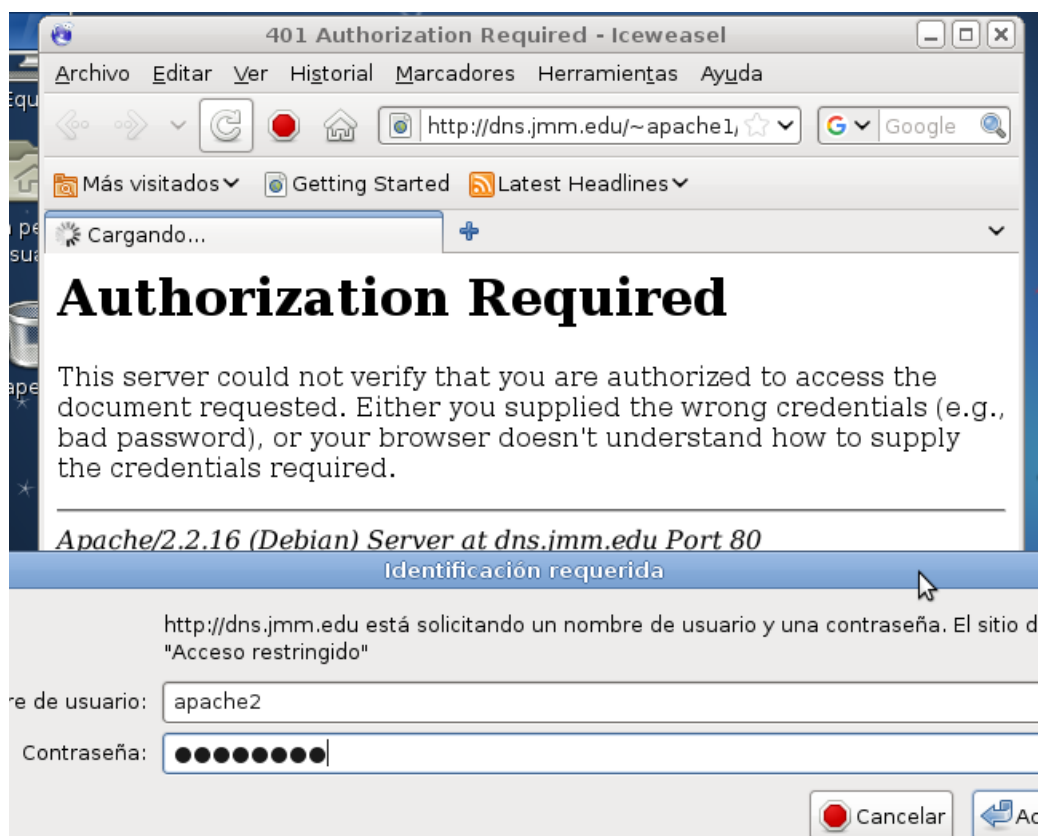 401 Authorization Required - Iceweasel
Archivo Editar Ver Historial Marcadores Herramientas Ayuda
Equ
http://dns.jmm.edu/~apache1/
G Google
Más visitados Getting Started Latest Headlines
Cargando...
Authorization Required
This server could not verify that you are authorized to access the
document requested. Either you supplied the wrong credentials (e.g.,
bad password), or your browser doesn't understand how to supply
the credentials required.
Apache/2.2.16 (Debian) Server at dns.jmm.edu Port 80
Identificación requerida
http://dns.jmm.edu está solicitando un nombre de usuario y una contraseña. El sitio d
"Acceso restringido"
re de usuario: apache2
Contraseña: ●●●●●●●●
Cancelar Ac